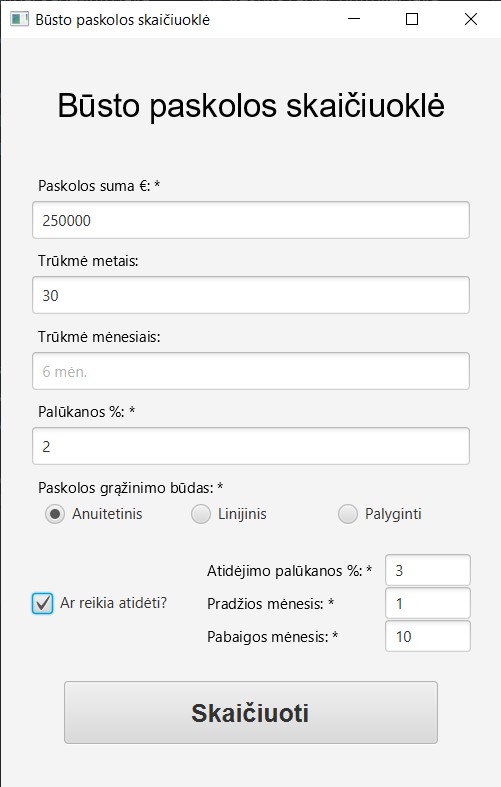 Būsto paskolos skaičiuoklė
Būsto paskolos skaičiuoklė
Paskolos suma €: *
250000
Trūkmė metais:
30
Trūkmė mėnesiais:
6 mėn.
Palūkanos %: *
2
Paskolos grąžinimo būdas: *
Anuitetinis Linijinis Palyginti
Atidėjimo palūkanos %: * 3
Ar reikia atidėti? Pradžios mėnesis: * 1
Pabaigos mėnesis: * 10
Skaičiuoti